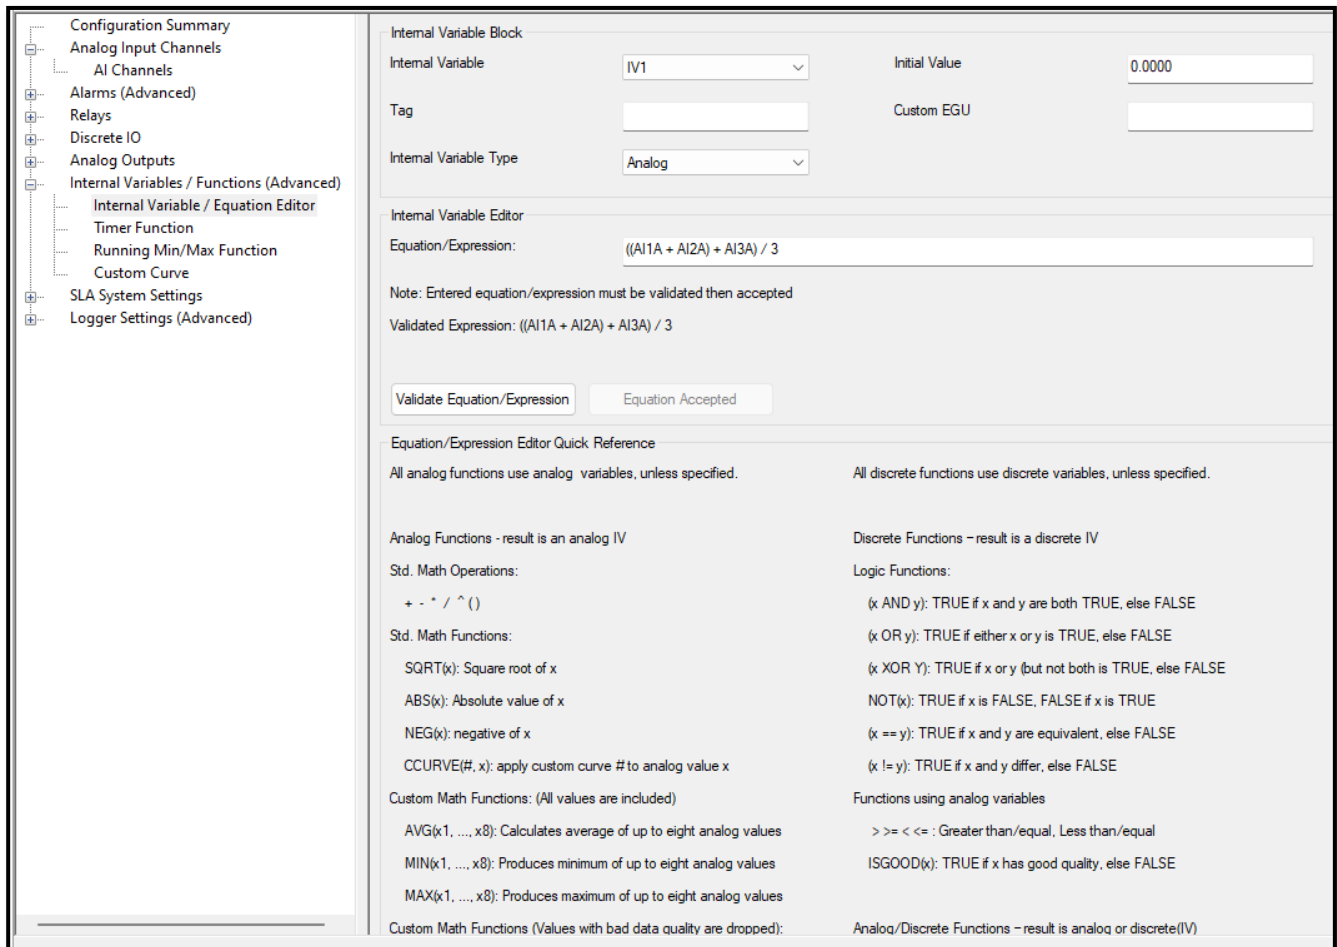 Configuration Summary
Analog Input Channels
AI Channels
Alarms (Advanced)
Relays
Discrete IO
Analog Outputs
Internal Variables / Functions (Advanced)
Internal Variable / Equation Editor
Timer Function
Running Min/Max Function
Custom Curve
SLA System Settings
Logger Settings (Advanced)
Internal Variable Block
Internal Variable IV1 Initial Value 0.0000
Tag Custom EGU
Internal Variable Type Analog
Internal Variable Editor
Equation/Expression: ((AI1A + AI2A) + AI3A) / 3
Note: Entered equation/expression must be validated then accepted
Validated Expression: ((AI1A + AI2A) + AI3A) / 3
Validate Equation/Expression Equation Accepted
Equation/Expression Editor Quick Reference
All analog functions use analog variables, unless specified.
Analog Functions - result is an analog IV
Std. Math Operations:
+ - * / ^ ()
Std. Math Functions:
SQRT(x): Square root of x
ABS(x): Absolute value of x
NEG(x): negative of x
CCURVE(#, x): apply custom curve # to analog value x
Custom Math Functions: (All values are included)
AVG(x1, ..., x8): Calculates average of up to eight analog values
MIN(x1, ..., x8): Produces minimum of up to eight analog values
MAX(x1, ..., x8): Produces maximum of up to eight analog values
Custom Math Functions (Values with bad data quality are dropped):
All discrete functions use discrete variables, unless specified.
Discrete Functions – result is a discrete IV
Logic Functions:
(x AND y): TRUE if x and y are both TRUE, else FALSE
(x OR y): TRUE if either x or y is TRUE, else FALSE
(x XOR Y): TRUE if x or y (but not both is TRUE, else FALSE
NOT(x): TRUE if x is FALSE, FALSE if x is TRUE
(x == y): TRUE if x and y are equivalent, else FALSE
(x != y): TRUE if x and y differ, else FALSE
Functions using analog variables
> >= < <= : Greater than/equal, Less than/equal
ISGOOD(x): TRUE if x has good quality, else FALSE
Analog/Discrete Functions – result is analog or discrete(IV)